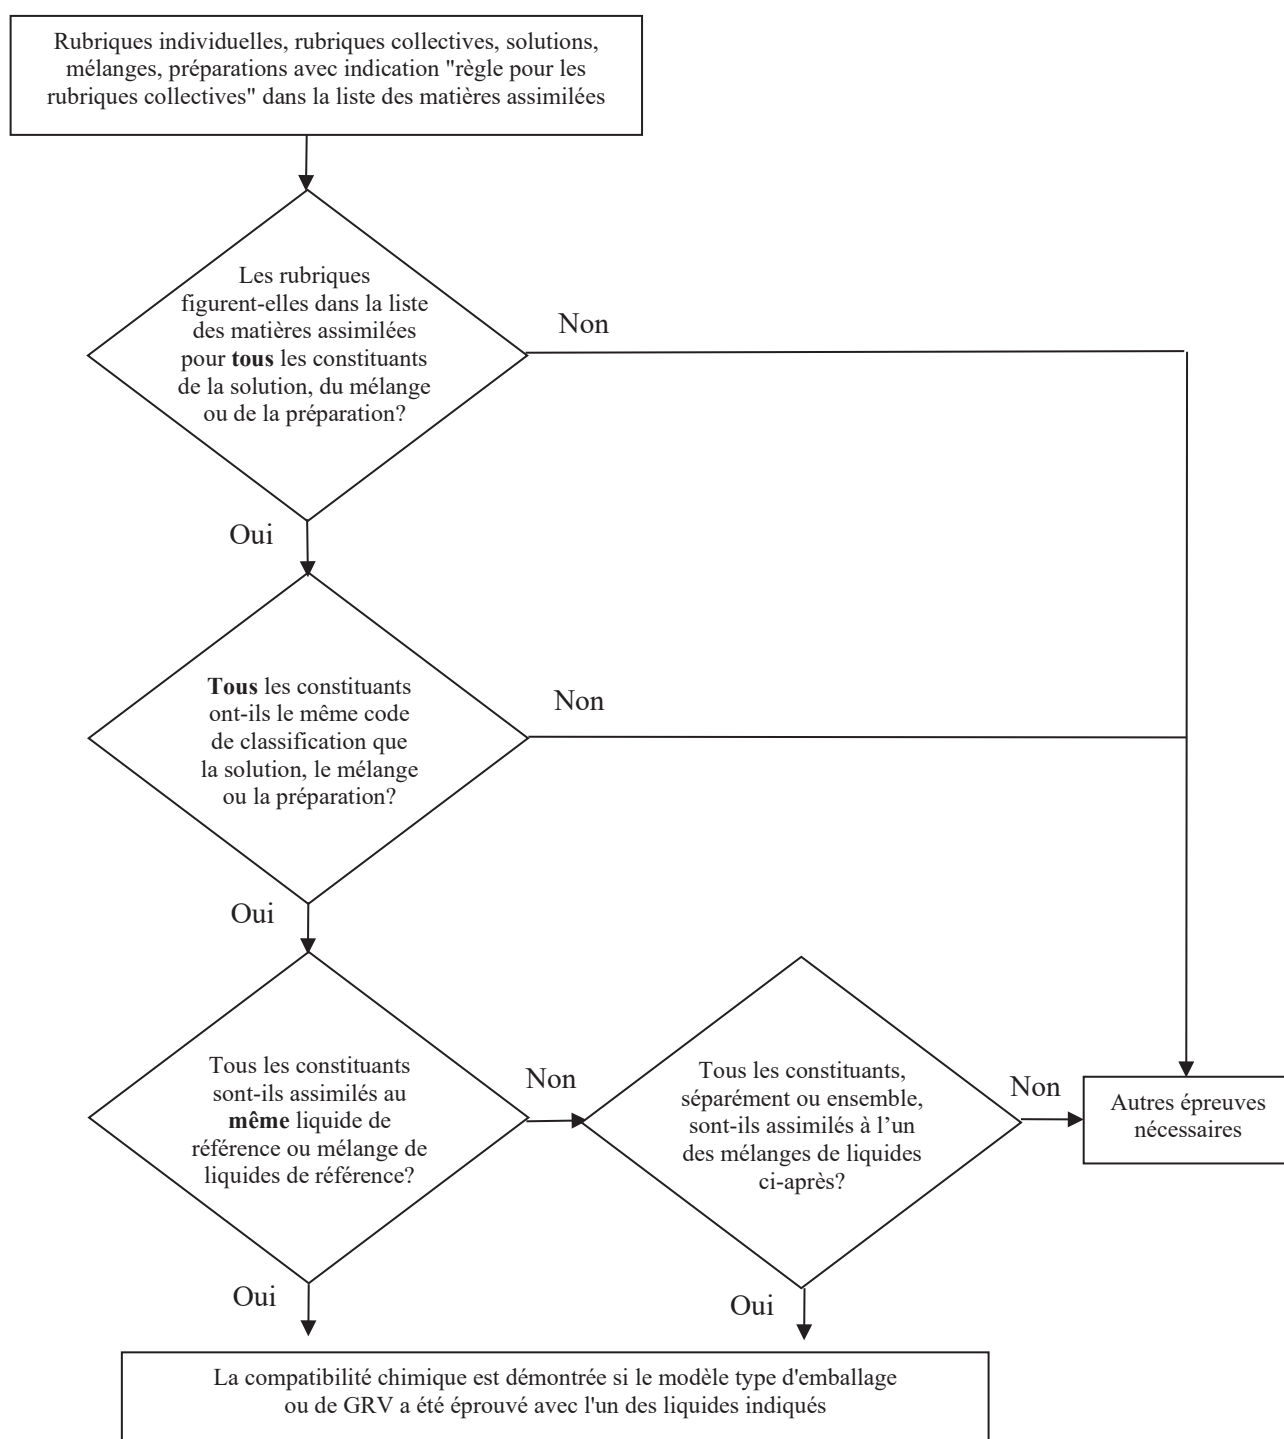 Rubriques individuelles, rubriques collectives, solutions,
mélanges, préparations avec indication "règle pour les
rubriques collectives" dans la liste des matières assimilées
Les rubriques
figurent-elles dans la liste
des matières assimilées
pour tous les constituants
de la solution, du mélange
ou de la préparation?
Non
Oui
Tous les constituants
ont-ils le même code
de classification que
la solution, le mélange
ou la préparation?
Non
Oui
Tous les constituants
sont-ils assimilés au
même liquide de
référence ou mélange de
liquides de référence?
Non
Tous les constituants,
séparément ou ensemble,
sont-ils assimilés à l’un
des mélanges de liquides
ci-après?
Non
Autres épreuves
nécessaires
Oui
Oui
La compatibilité chimique est démontrée si le modèle type d'emballage
ou de GRV a été éprouvé avec l'un des liquides indiqués